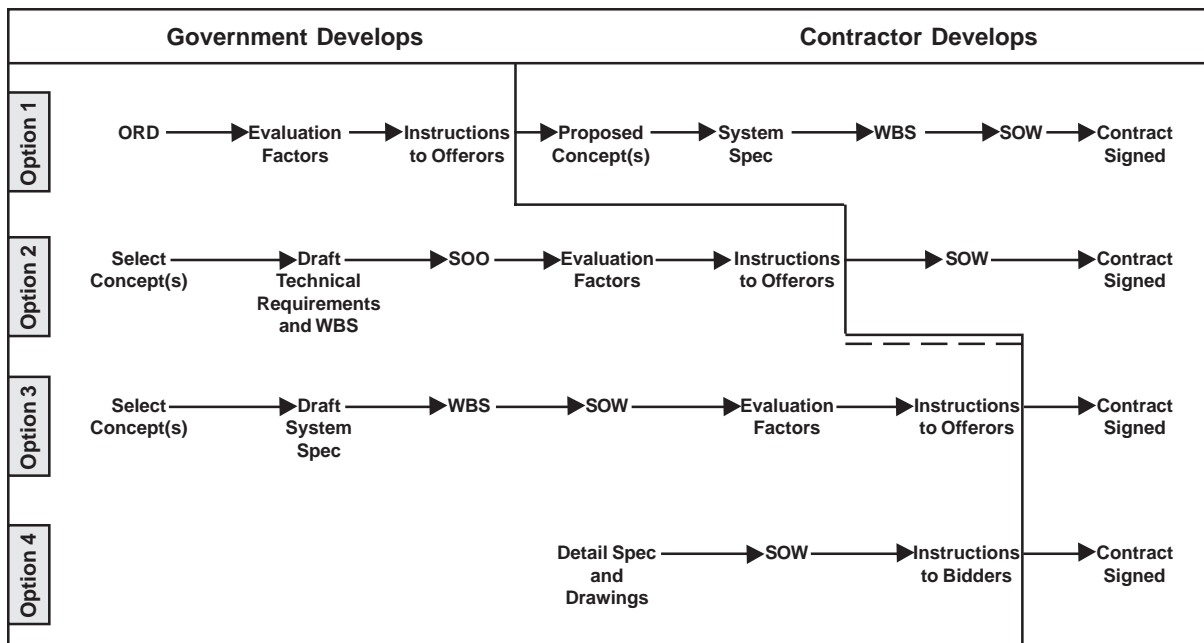 Government Develops
Contractor Develops
Option 1
ORD
Evaluation
Factors
Instructions
to Offerors
Proposed
Concept(s)
System
Spec
WBS
SOW
Contract
Signed
Option 2
Select
Concept(s)
Draft
Technical
Requirements
and WBS
SOO
Evaluation
Factors
Instructions
to Offerors
SOW
Contract
Signed
Option 3
Select
Concept(s)
Draft
System
Spec
WBS
SOW
Evaluation
Factors
Instructions
to Offerors
Contract
Signed
Option 4
Detail Spec
and
Drawings
SOW
Instructions
to Bidders
Contract
Signed